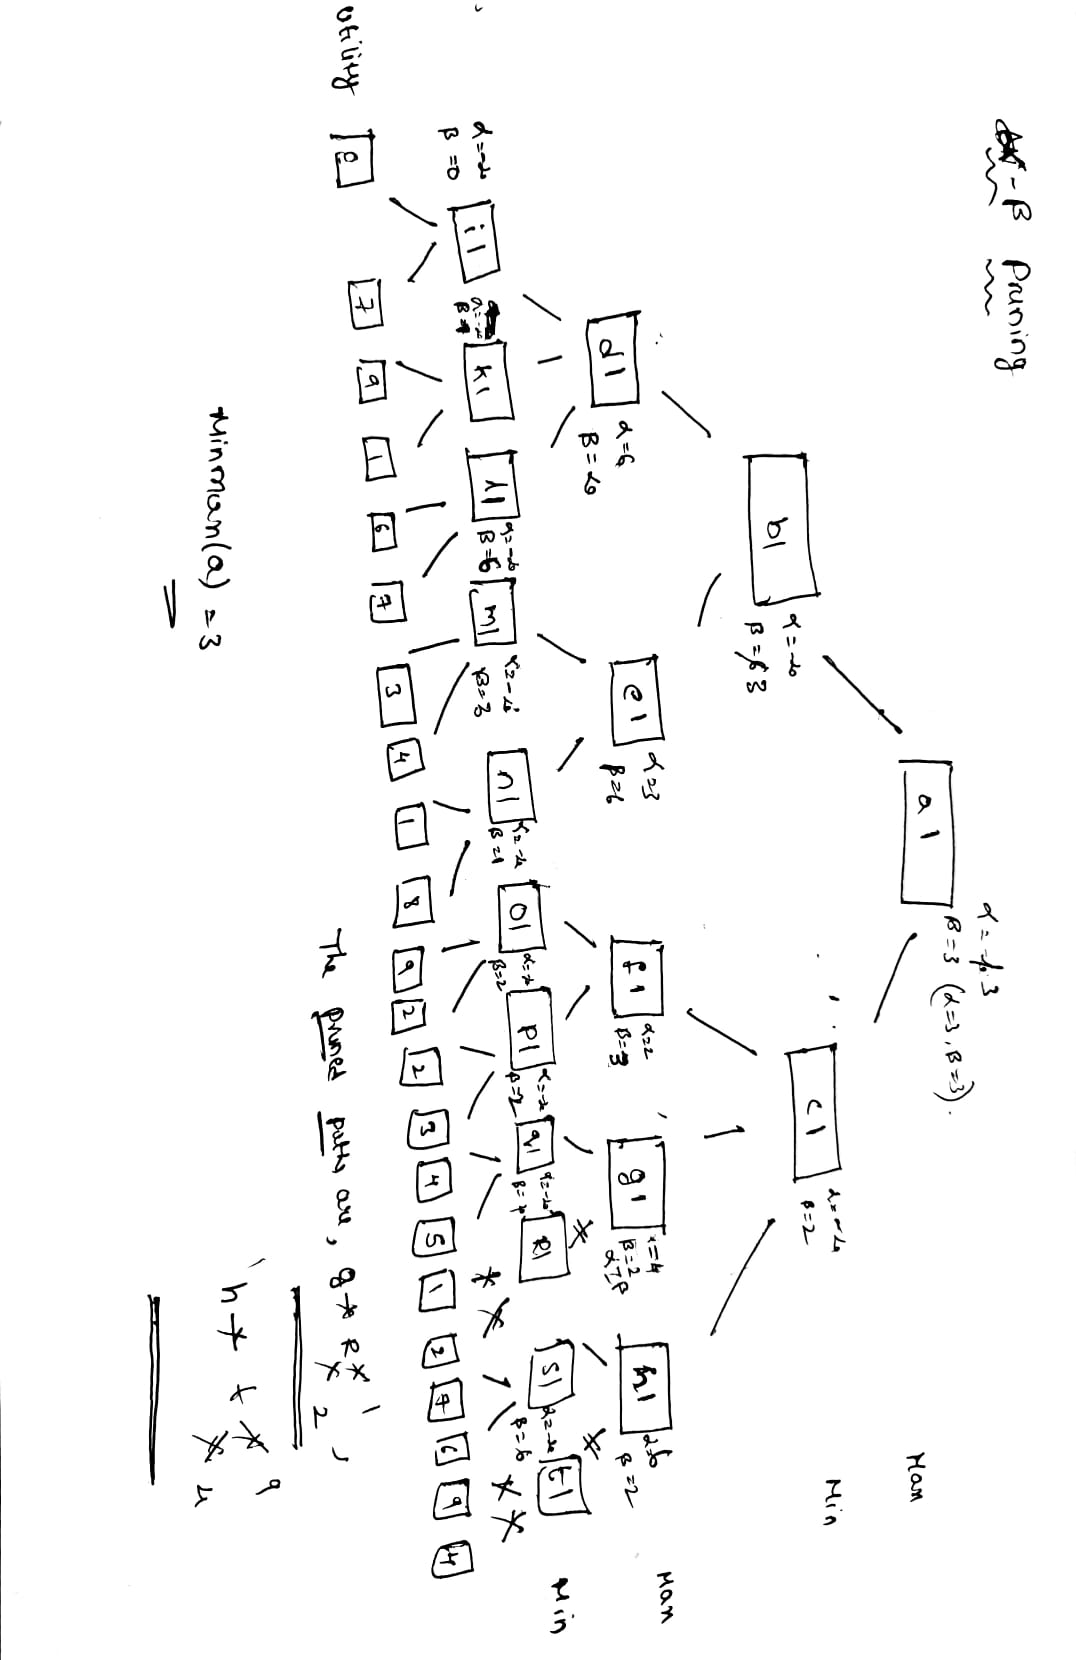 α-β Pruning
α = 3
β = 3 (α=3, β=3).
a1
Max
c1
α = -∞
β = 2
Min
b1
α = -∞
β = 6 3
d1
α = 6
β = ∞
e1
α = 3
β = 6
f1
α = 2
β = 3
g1
α = 4
β = 2
α ≥ β
h1
α = 6
β = 2
Max
α = -∞
β = 0
i1
k1
l1
α = -∞
β = 6
m1
α = -∞
β = 3
n1
α = -∞
β = 1
o1
β = 2
p1
β = 2
q1
α = -∞
β = 4
R1
S1
α = -∞
β = 6
t1
Min
utility
7 9 1 6 7 3 4 1 8 9 2 2 3 4 5 1 2 7 6 9 4
The pruned paths are, g R 1
2
,
h t 9
4
Minmax(a) = 3